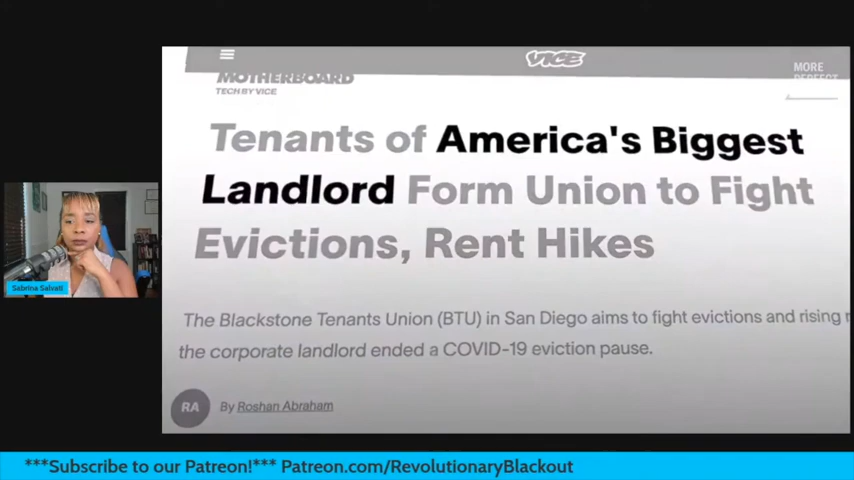 VICE
MORE
PERFECT
MOTHERBOARD
TECH BY VICE
Tenants of America's Biggest
Landlord Form Union to Fight
Evictions, Rent Hikes
The Blackstone Tenants Union (BTU) in San Diego aims to fight evictions and rising
the corporate landlord ended a COVID-19 eviction pause.
RA
By Roshan Abraham
Sabrina Salvati
***Subscribe to our Patreon!*** Patreon.com/RevolutionaryBlackout